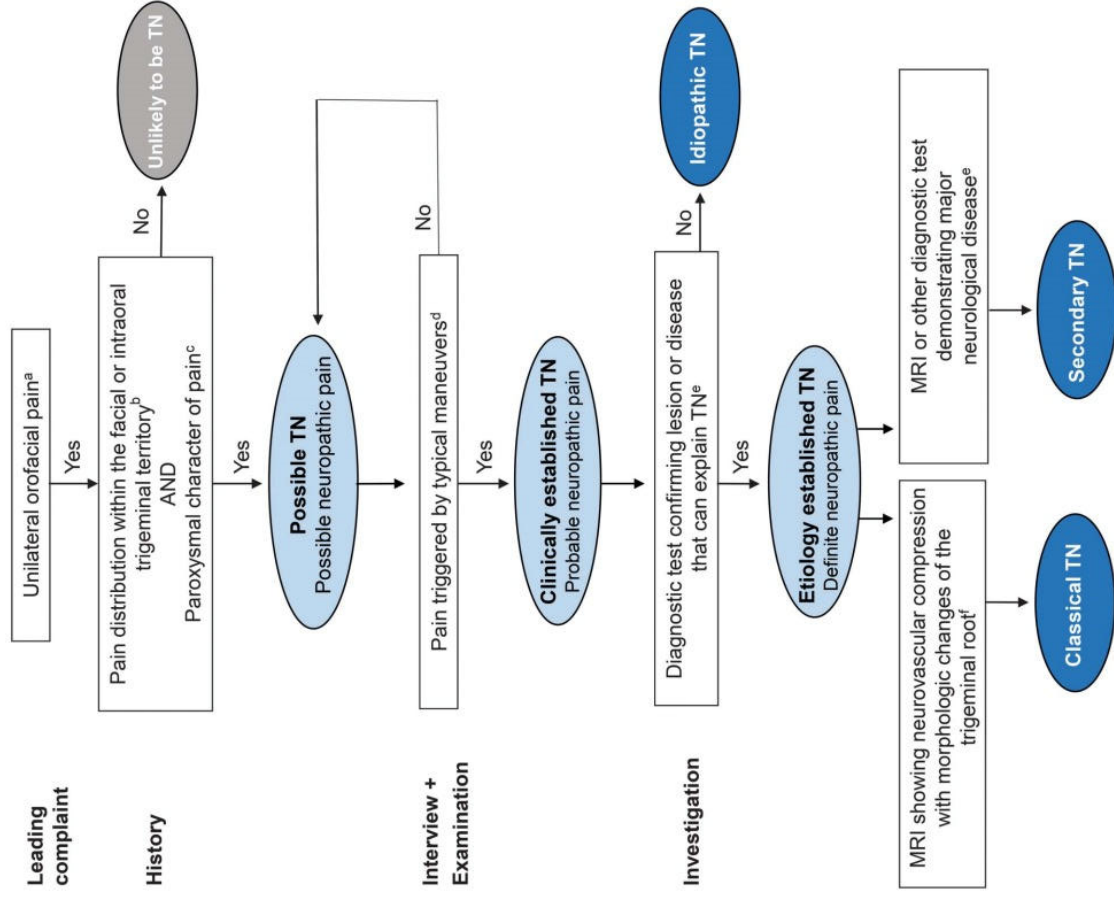 Leading
complaint
Unilateral orofacial painᵃ
Yes
History
Pain distribution within the facial or intraoral
trigeminal territoryᵇ
AND
Paroxysmal character of painᶜ
No
Unlikely to be TN
Yes
Possible TN
Possible neuropathic pain
Interview +
Examination
Pain triggered by typical maneuversᵈ
No
Yes
Clinically established TN
Probable neuropathic pain
Investigation
Diagnostic test confirming lesion or disease
that can explain TNᵉ
No
Idiopathic TN
Yes
Etiology established TN
Definite neuropathic pain
MRI showing neurovascular compression
with morphologic changes of the
trigeminal rootᶠ
MRI or other diagnostic test
demonstrating major
neurological diseaseᵉ
Classical TN
Secondary TN